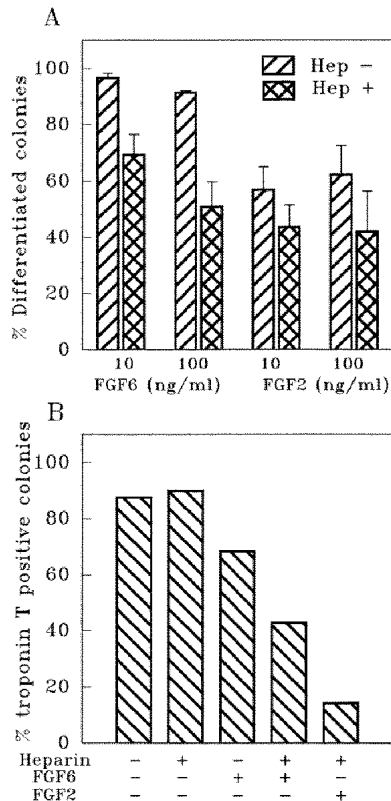 A
% Differentiated colonies
100
80
60
40
20
0
Hep −
Hep +
10 100 10 100
FGF6 (ng/ml) FGF2 (ng/ml)
B
% troponin T positive colonies
100
80
60
40
20
0
Heparin − + − + +
FGF6 − − + + −
FGF2 − − − − +